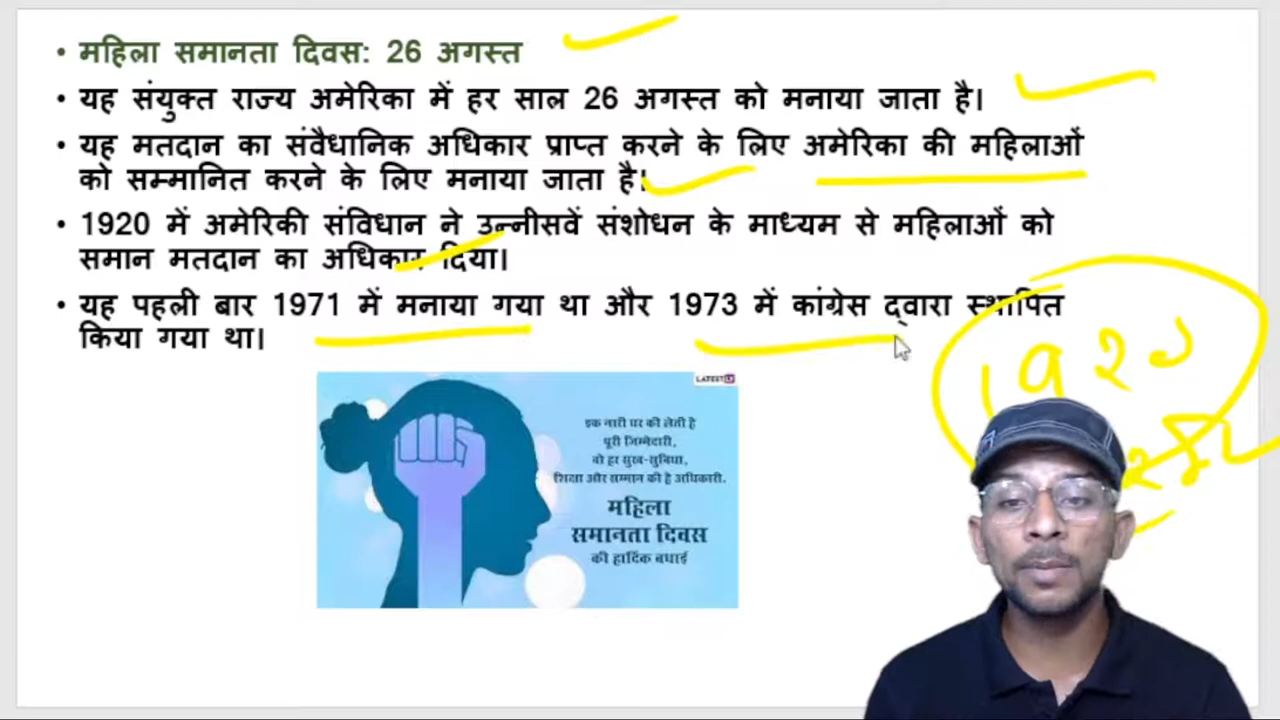 • महिला समानता दिवस: 26 अगस्त
• यह संयुक्त राज्य अमेरिका में हर साल 26 अगस्त को मनाया जाता है।
• यह मतदान का संवैधानिक अधिकार प्राप्त करने के लिए अमेरिका की महिलाओं
को सम्मानित करने के लिए मनाया जाता है।
• 1920 में अमेरिकी संविधान ने उन्नीसवें संशोधन के माध्यम से महिलाओं को
समान मतदान का अधिकार दिया।
• यह पहली बार 1971 में मनाया गया था और 1973 में कांग्रेस द्वारा स्थापित
किया गया था।
१९२०
LATESTLY
इक नारी घर की लेती है
पूरी जिम्मेदारी,
वो हर सुख-सुविधा,
शिक्षा और सम्मान की है अधिकारी.
महिला
समानता दिवस
की हार्दिक बधाई